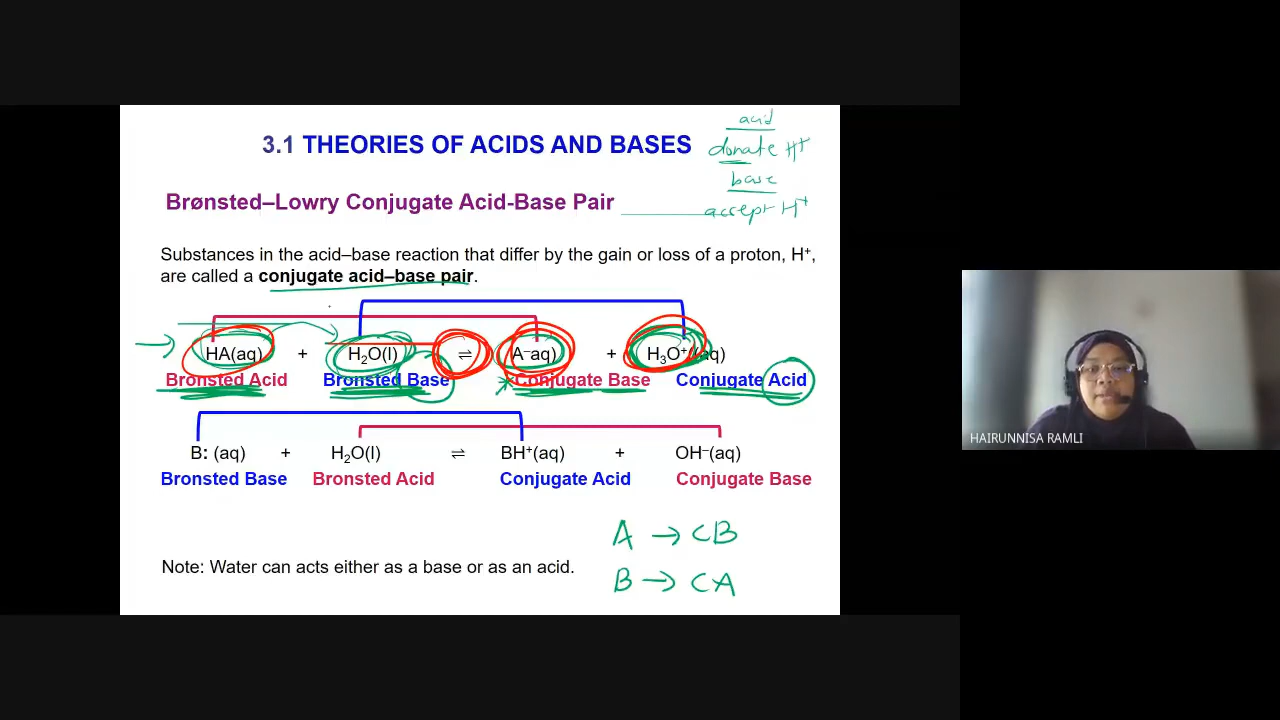 acid
3.1 THEORIES OF ACIDS AND BASES
donate H⁺
base
Brønsted–Lowry Conjugate Acid-Base Pair
accept H⁺
Substances in the acid–base reaction that differ by the gain or loss of a proton, H⁺,
are called a conjugate acid–base pair.
HA(aq) + H₂O(l) ⇌ A⁻aq) + H₃O⁺(aq)
Bronsted Acid Bronsted Base Conjugate Base Conjugate Acid
B: (aq) + H₂O(l) ⇌ BH⁺(aq) + OH⁻(aq)
Bronsted Base Bronsted Acid Conjugate Acid Conjugate Base
A → CB
Note: Water can acts either as a base or as an acid.
B → CA
HAIRUNNISA RAMLI